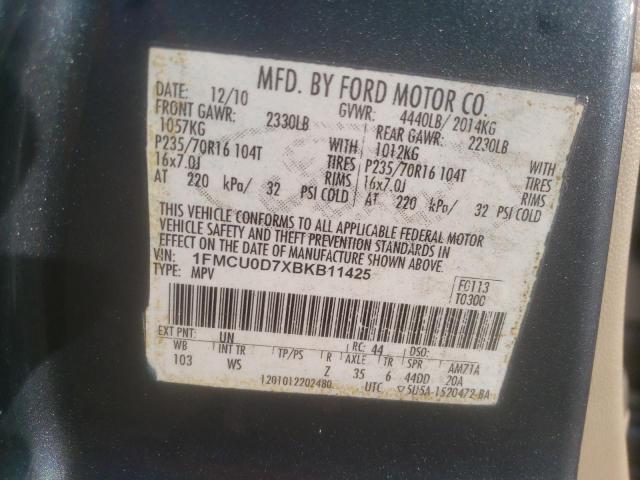 MFD. BY FORD MOTOR CO.
DATE: 12/10 GVWR: 4440LB/ 2014KG
FRONT GAWR: 2330LB REAR GAWR: 2230LB
1057KG 1012KG
P235/70R16 104T TIRES P235/70R16 104T TIRES
16x7.0J RIMS 16x7.0J RIMS
AT 220 kPa/ 32 PSI COLD AT 220 kPa/ 32 PSI COLD
THIS VEHICLE CONFORMS TO ALL APPLICABLE FEDERAL MOTOR
VEHICLE SAFETY AND THEFT PREVENTION STANDARDS IN
EFFECT ON THE DATE OF MANUFACTURE SHOWN ABOVE.
VIN: 1FMCU0D7XBKB11425
TYPE: MPV
FC113
T0300
EXT PNT: UN RC: 44 DSO:
WB INT TR TP/PS R AXLE TR SPR AM71A
103 WS Z 35 6 44DD 20A
1201012202480 UTC ▽5U5A-1520472-BA